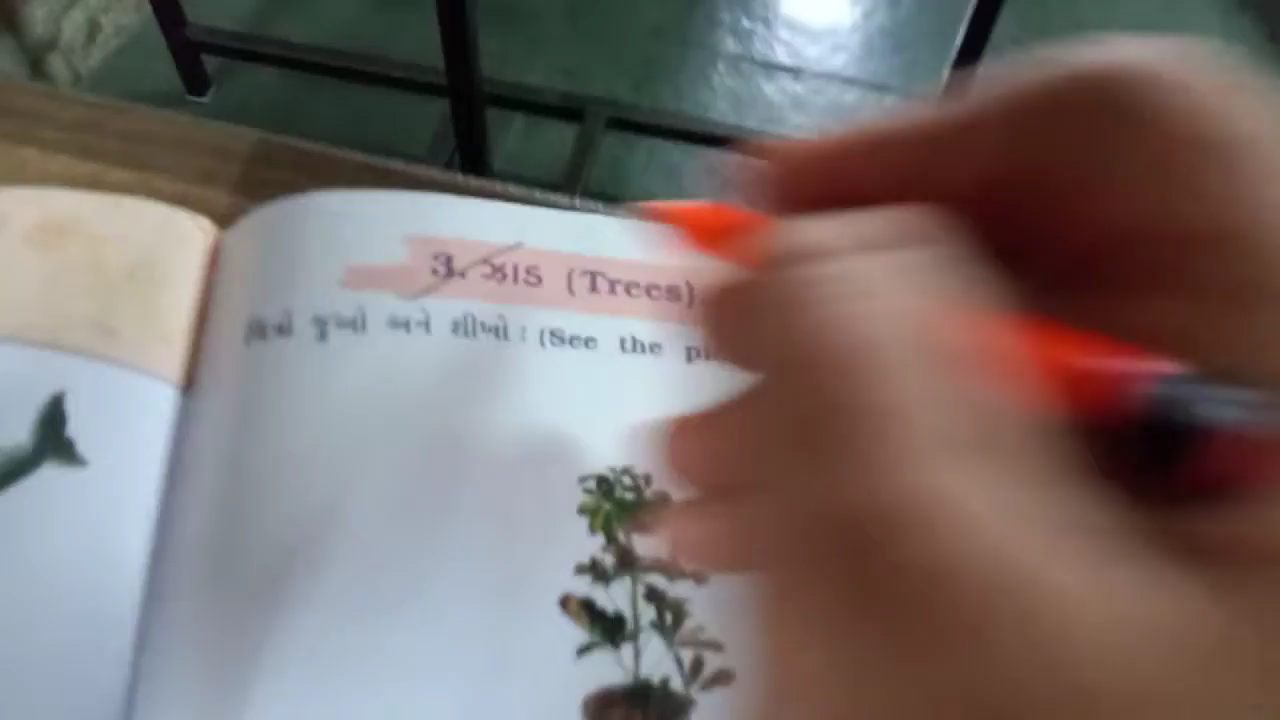 3. ઝાડ (Trees)
ચિત્રો જુઓ અને શીખો : (See the